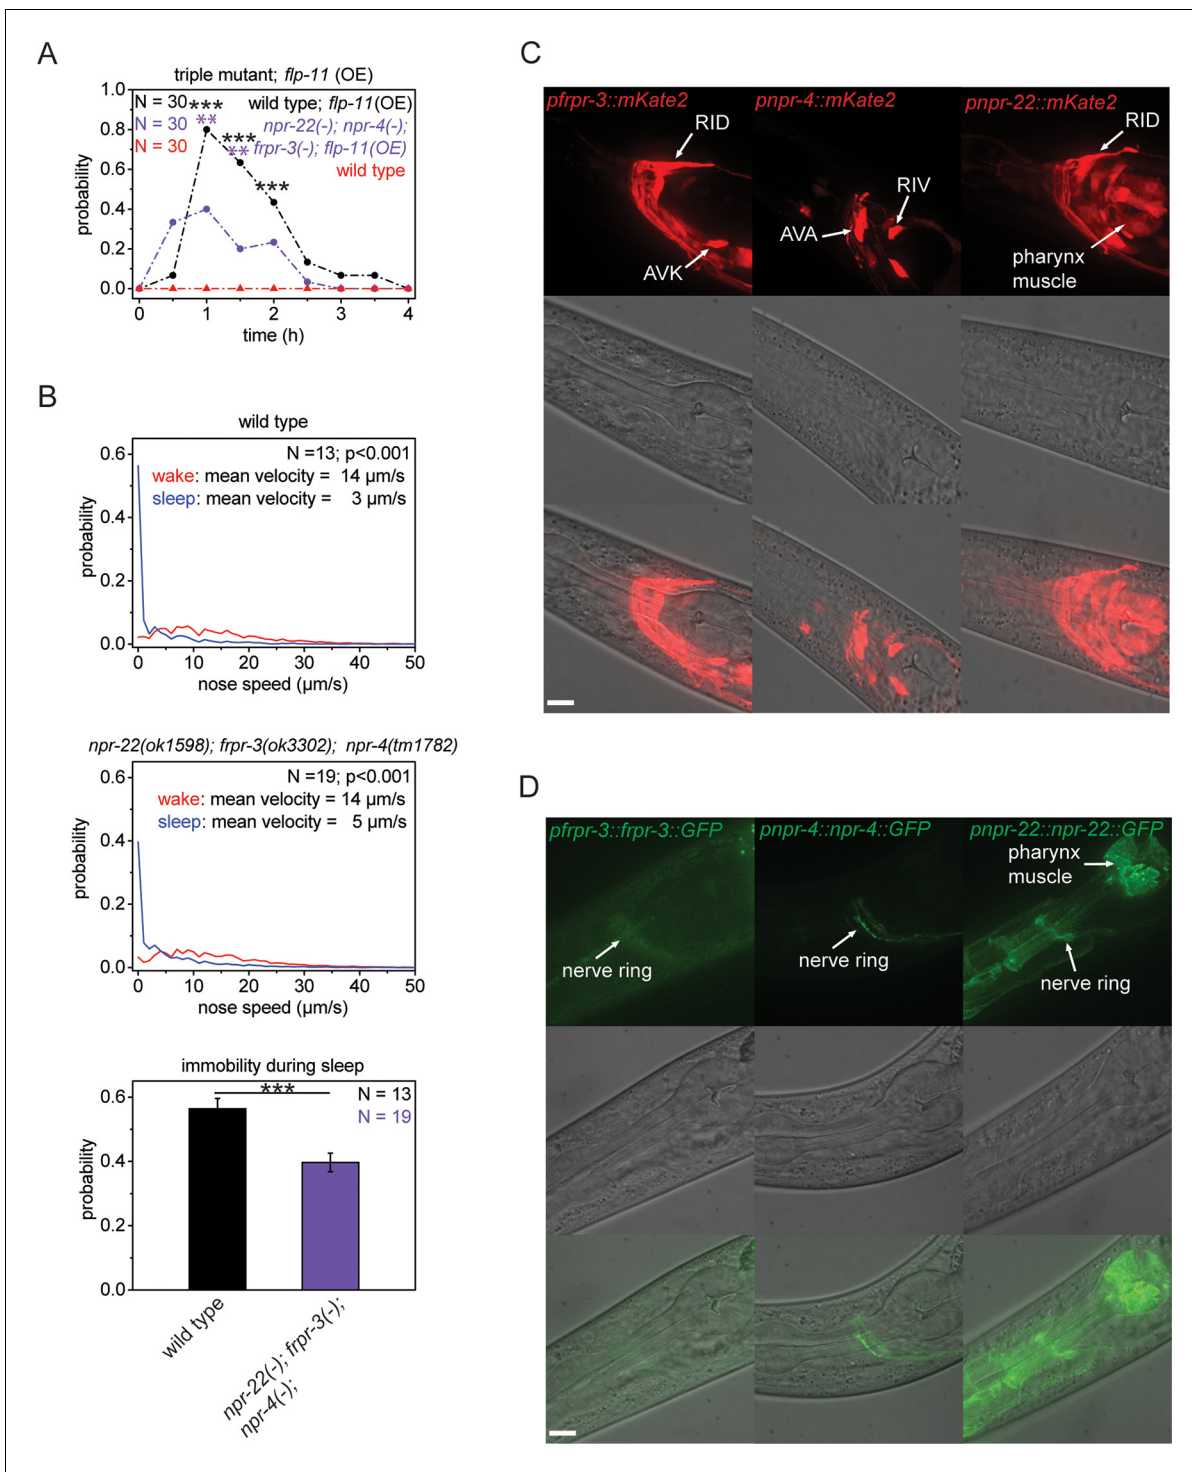 A
triple mutant; flp-11 (OE)
N = 30 *** wild type; flp-11(OE)
N = 30 ** *** npr-22(-); npr-4(-);
N = 30 ** frpr-3(-); flp-11(OE)
wild type
***
probability
1.0
0.8
0.6
0.4
0.2
0.0
0 1 2 3 4
time (h)
B
wild type
N =13; p<0.001
wake: mean velocity = 14 µm/s
sleep: mean velocity = 3 µm/s
probability
0.6
0.4
0.2
0.0
0 10 20 30 40 50
nose speed (µm/s)
npr-22(ok1598); frpr-3(ok3302); npr-4(tm1782)
N =19; p<0.001
wake: mean velocity = 14 µm/s
sleep: mean velocity = 5 µm/s
probability
0.6
0.4
0.2
0.0
0 10 20 30 40 50
nose speed (µm/s)
immobility during sleep
***
N = 13
N = 19
probability
0.6
0.4
0.2
0.0
wild type
npr-22(-); frpr-3(-);
npr-4(-);
C
pfrpr-3::mKate2
RID
AVK
pnpr-4::mKate2
RIV
AVA
pnpr-22::mKate2
RID
pharynx
muscle
D
pfrpr-3::frpr-3::GFP
nerve ring
pnpr-4::npr-4::GFP
nerve ring
pnpr-22::npr-22::GFP
pharynx
muscle
nerve ring